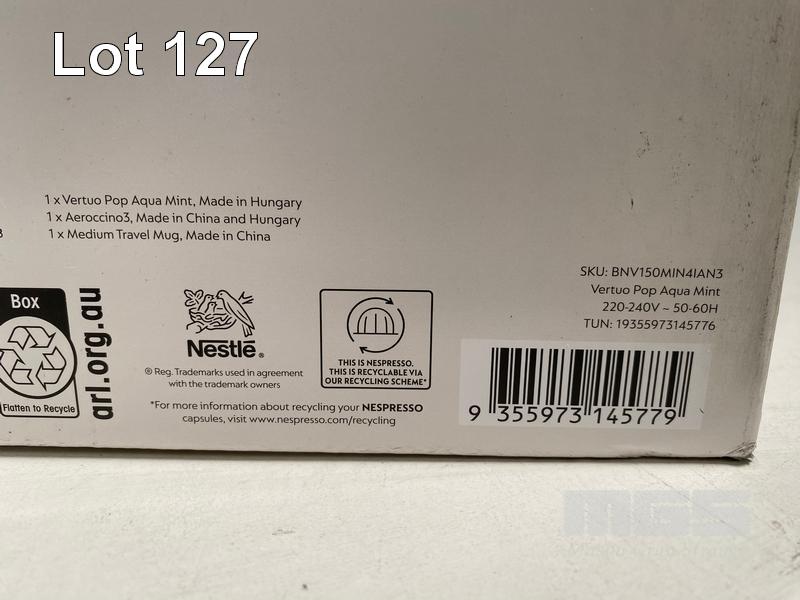 Lot 127
1 x Vertuo Pop Aqua Mint, Made in Hungary
1 x Aeroccino3, Made in China and Hungary
1 x Medium Travel Mug, Made in China
SKU: BNV150MIN4IAN3
Vertuo Pop Aqua Mint
220-240V ~ 50-60H
TUN: 19355973145776
Box
Flatten to Recycle
arl.org.au
Nestlē®
® Reg. Trademarks used in agreement
with the trademark owners
THIS IS NESPRESSO.
THIS IS RECYCLABLE VIA
OUR RECYCLING SCHEME*
*For more information about recycling your NESPRESSO
capsules, visit www.nespresso.com/recycling
9 355973 145779
MGS